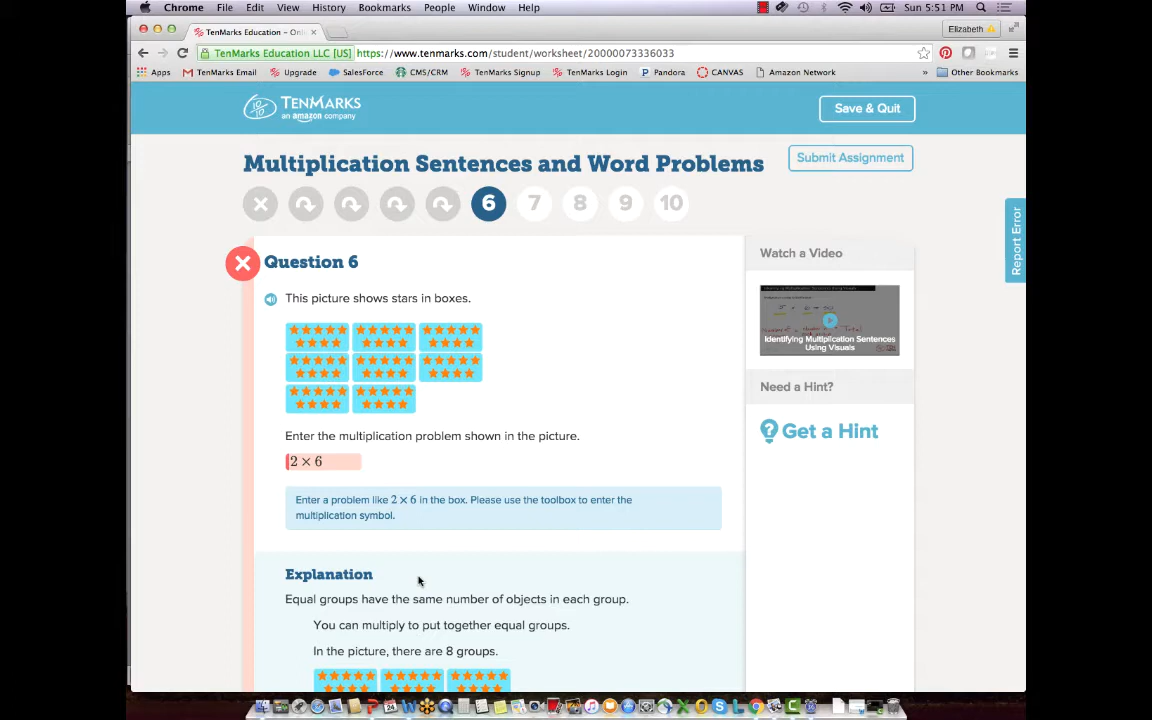 Chrome File Edit View History Bookmarks People Window Help
Sun 5:51 PM
TenMarks Education – Onl
Elizabeth
TenMarks Education LLC [US] https://www.tenmarks.com/student/worksheet/20000073336033
Apps TenMarks Email Upgrade SalesForce CMS/CRM TenMarks Signup TenMarks Login Pandora CANVAS Amazon Network » Other Bookmarks
TENMARKS
an amazon company
Save & Quit
Multiplication Sentences and Word Problems
Submit Assignment
6 7 8 9 10
Report Error
Question 6
Watch a Video
This picture shows stars in boxes.
Identifying Multiplication Sentences
Using Visuals
Need a Hint?
Get a Hint
Enter the multiplication problem shown in the picture.
2 × 6
Enter a problem like 2 × 6 in the box. Please use the toolbox to enter the
multiplication symbol.
Explanation
Equal groups have the same number of objects in each group.
You can multiply to put together equal groups.
In the picture, there are 8 groups.